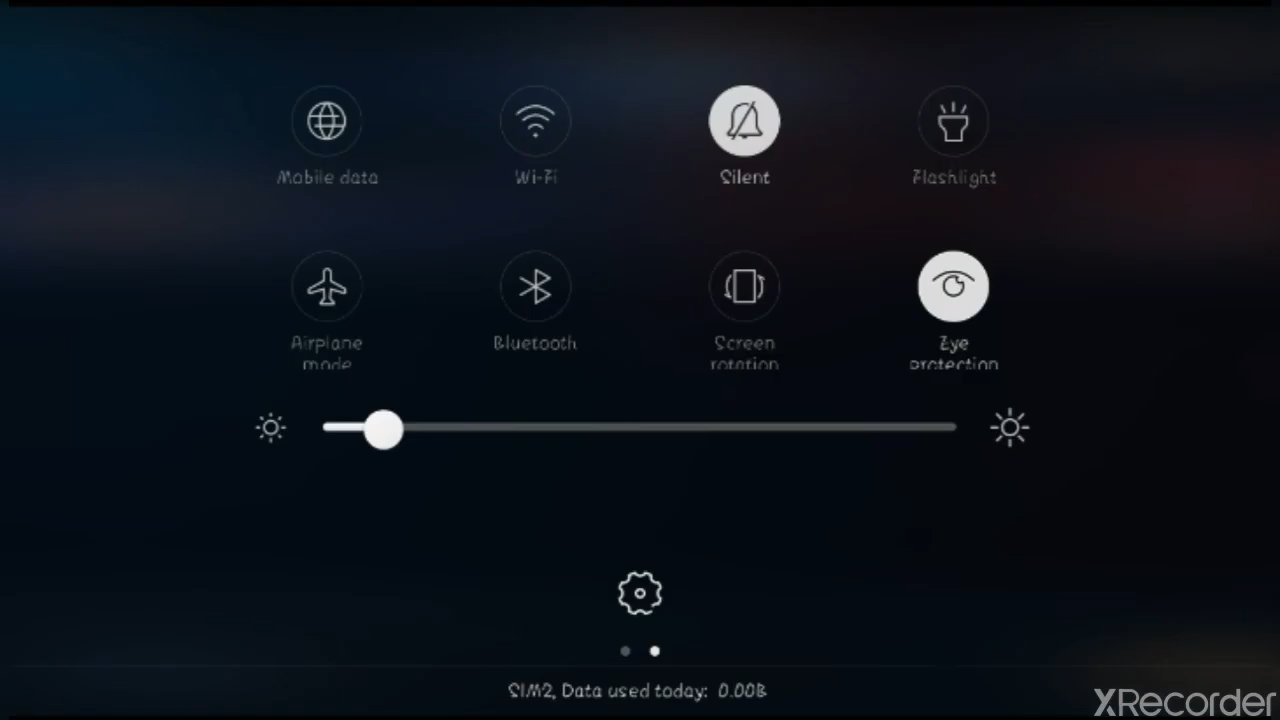 Mobile data
Wi-Fi
Silent
Flashlight
Airplane
mode
Bluetooth
Screen
rotation
Eye
protection
SIM2, Data used today: 0.00B
XRecorder